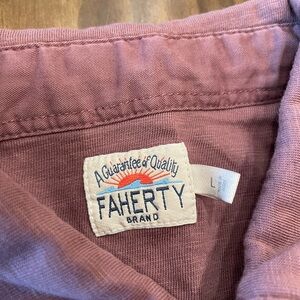 A Guarantee of Quality
FAHERTY
BRAND
L